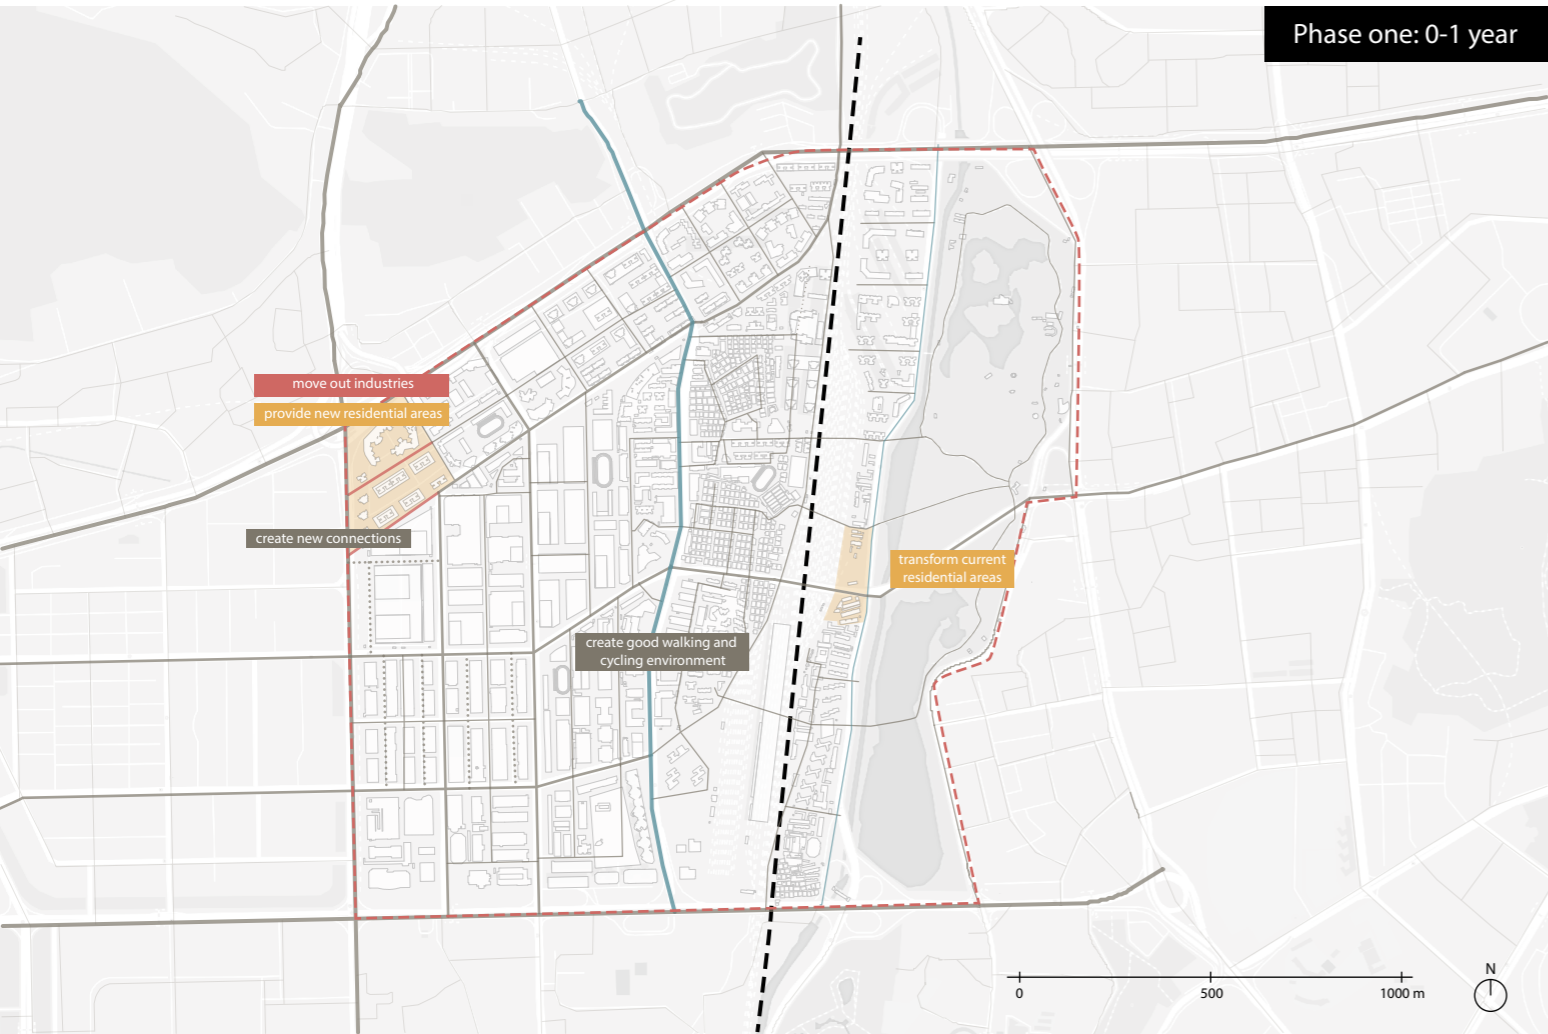 Phase one: 0-1 year
move out industries
provide new residential areas
create new connections
transform current
residential areas
create good walking and
cycling environment
N
0
500
1000 m